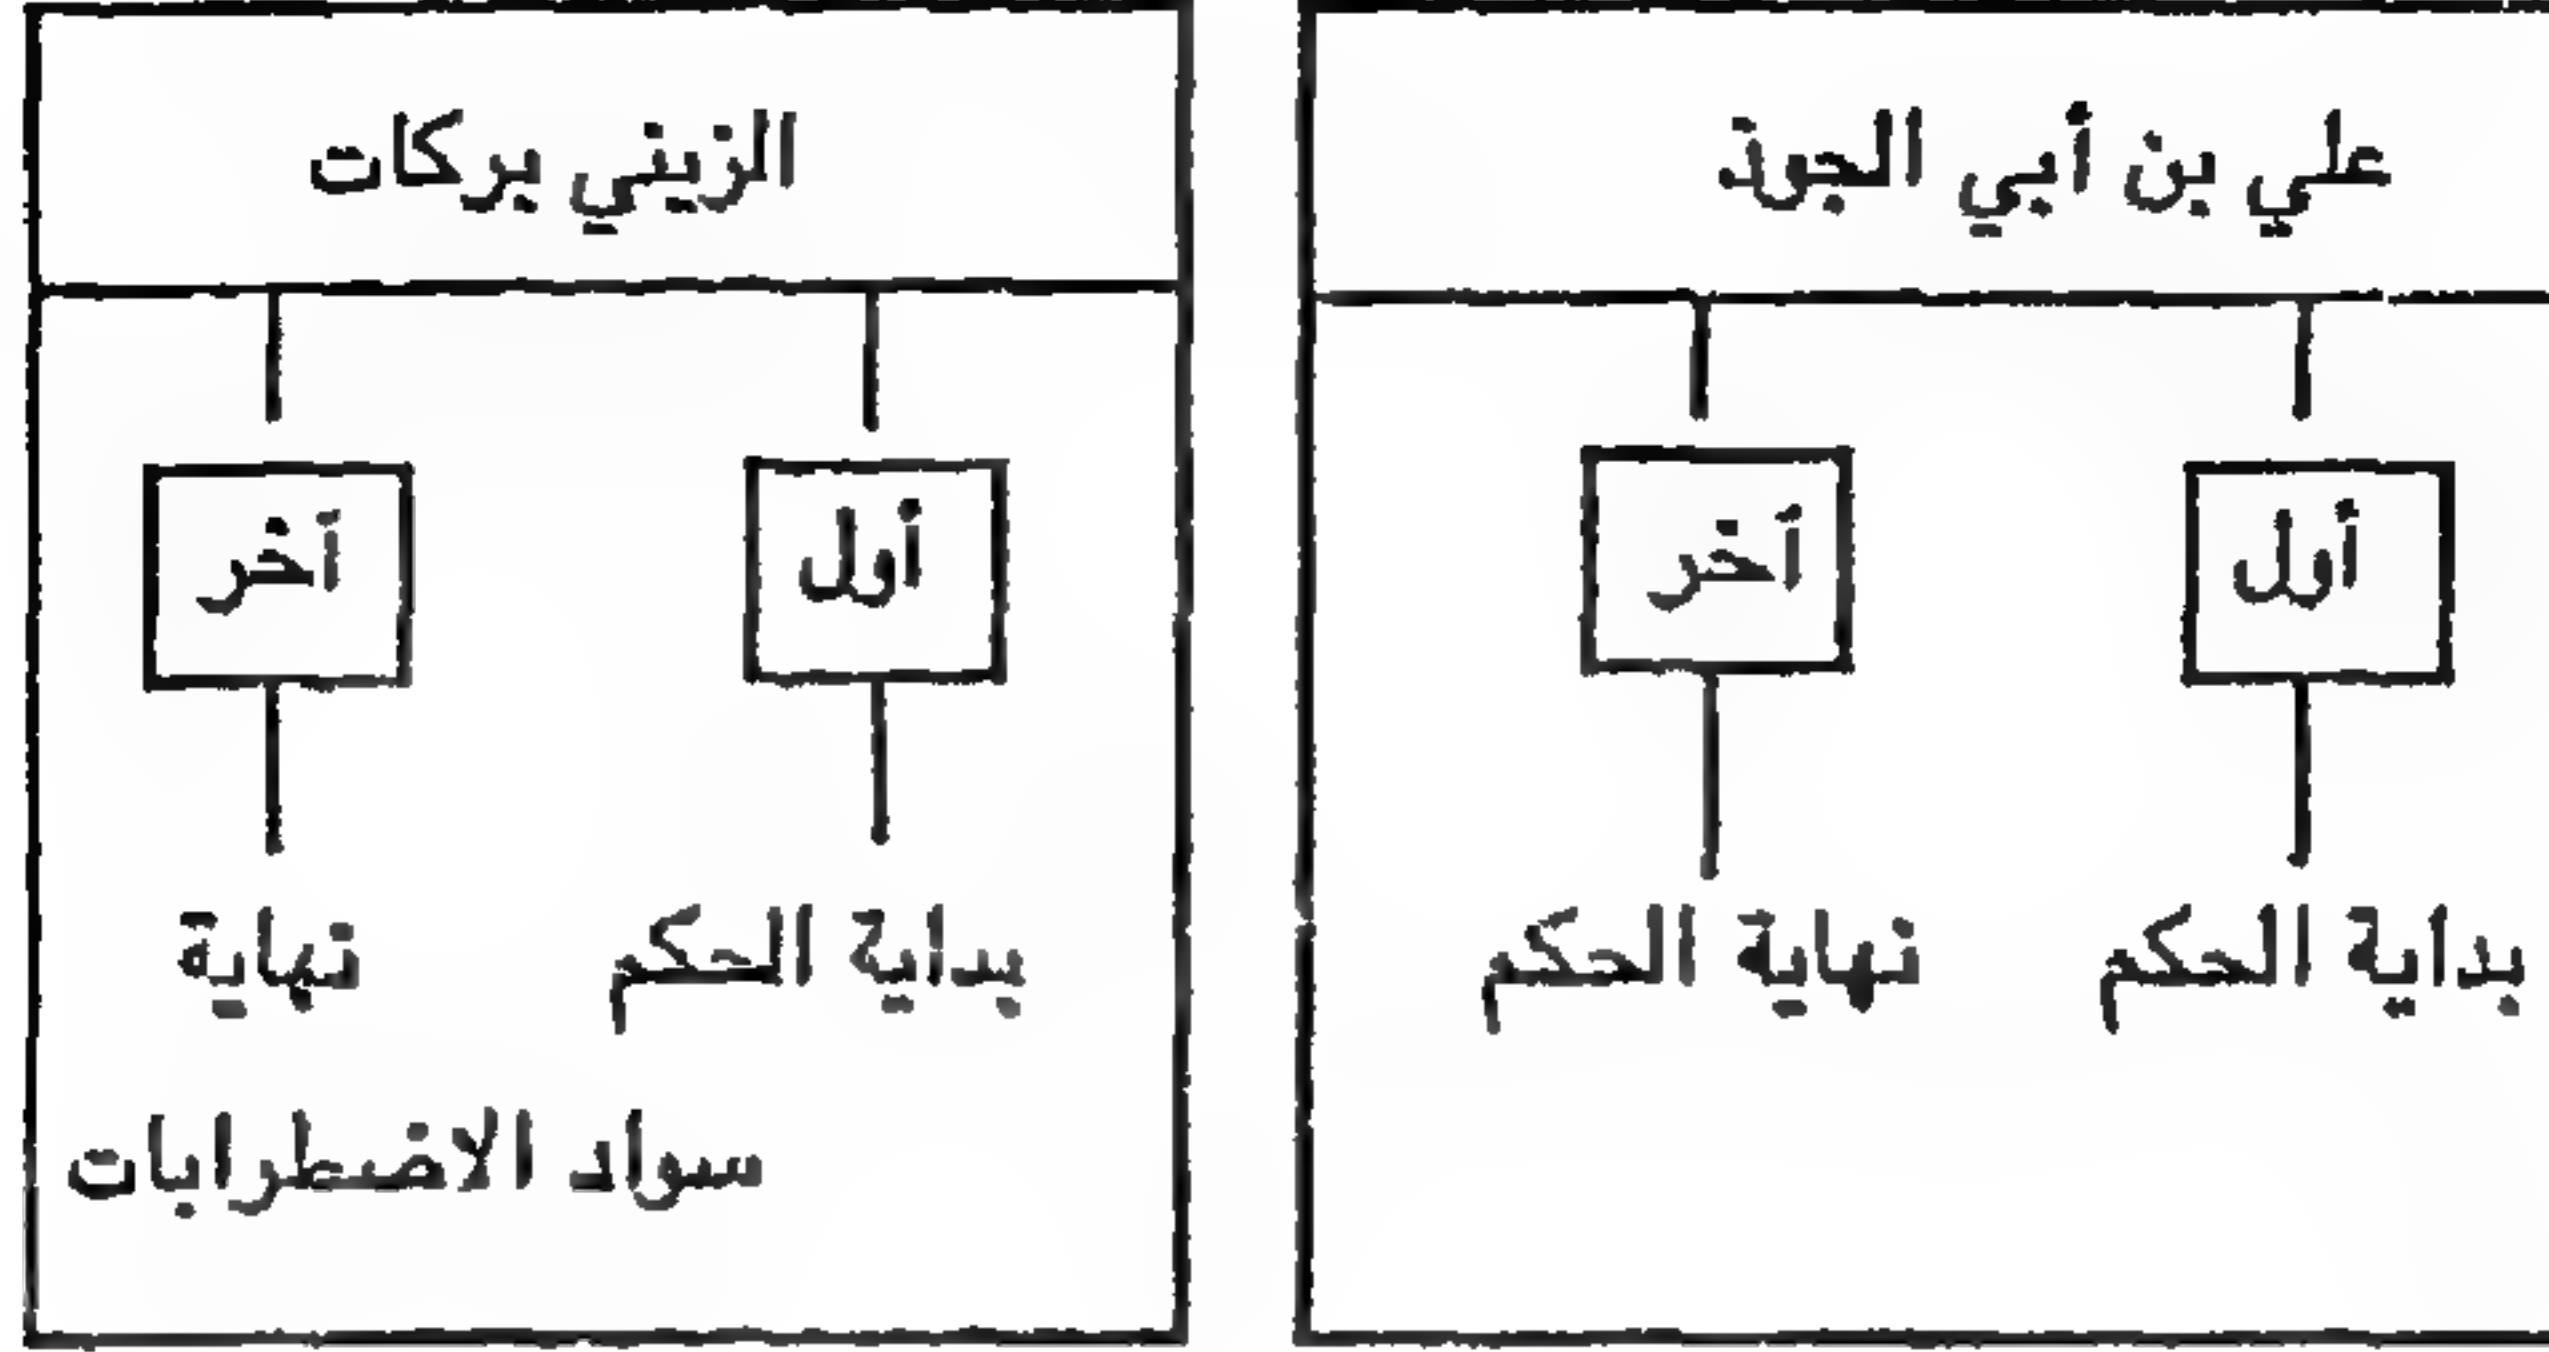 علي بن أبي الجود
أول
آخر
بداية الحكم
نهاية الحكم
الزيني بركات
أول
آخر
بداية الحكم
نهاية
سواد الاضطرابات